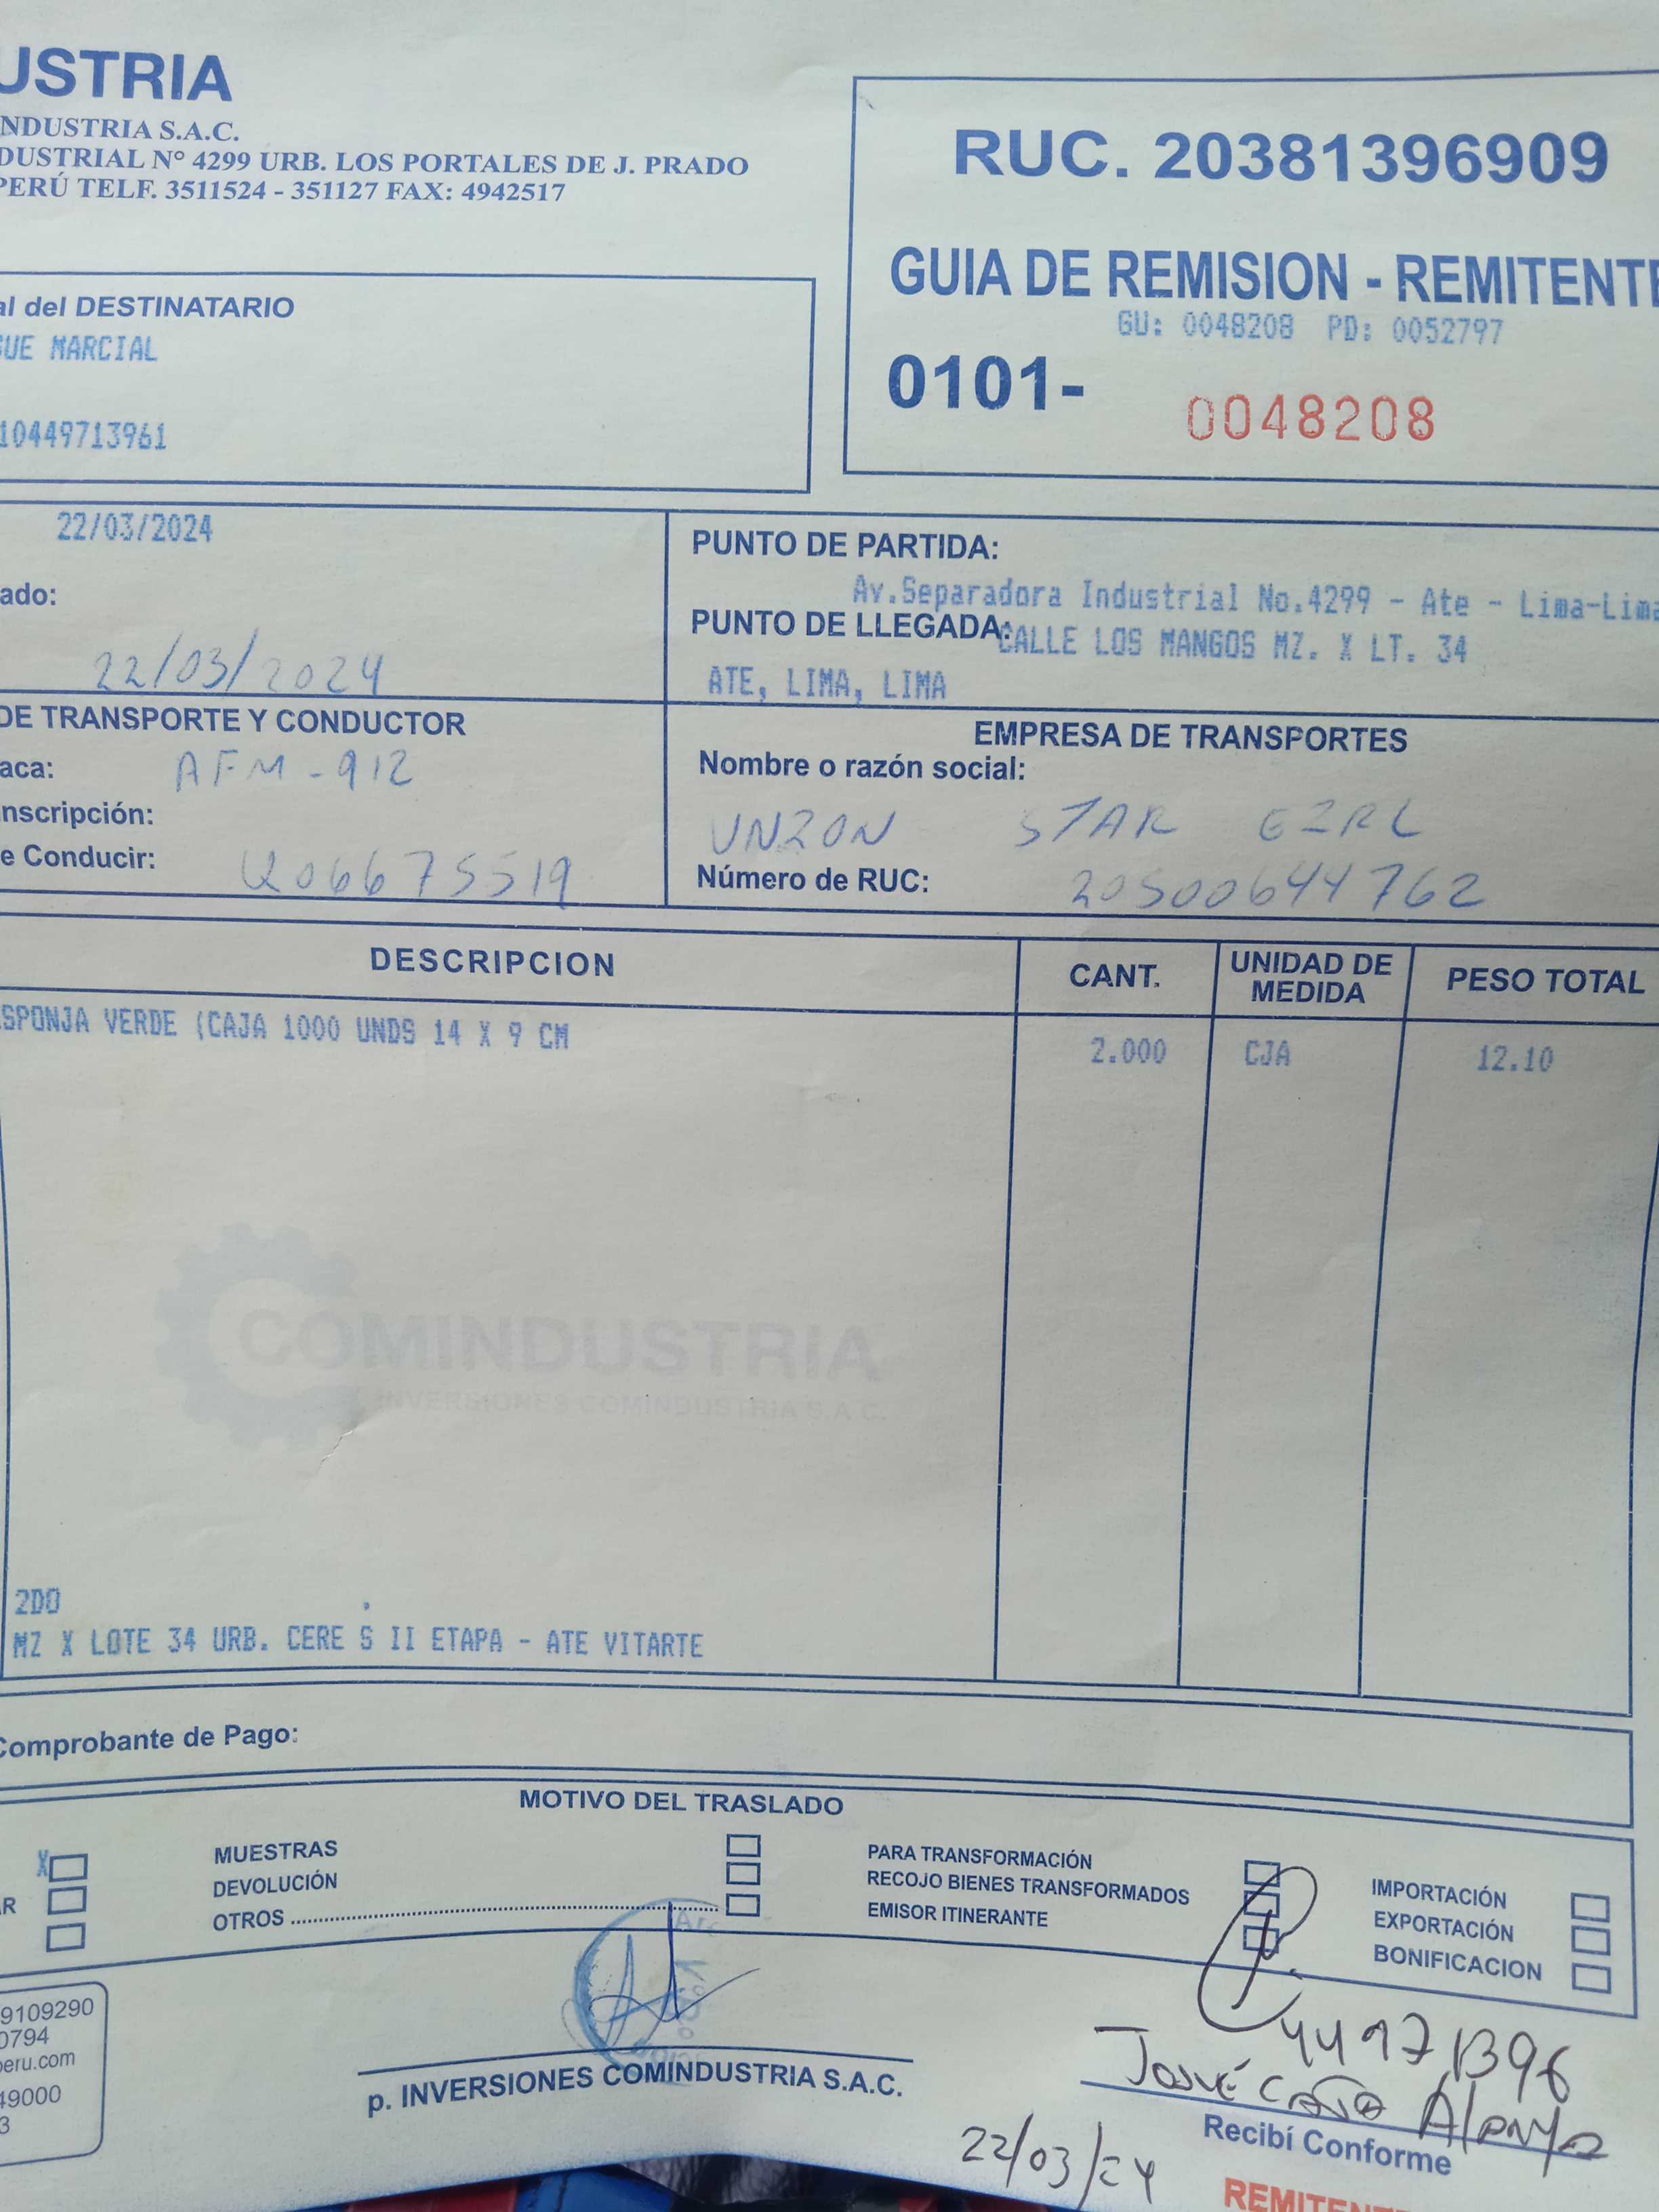 USTRIA
NDUSTRIA S.A.C.
DUSTRIAL Nº 4299 URB. LOS PORTALES DE J. PRADO
PERÚ TELF. 3511524 - 351127 FAX: 4942517
RUC. 20381396909
GUIA DE REMISION - REMITENTE
GU: 0048208 PD: 0052797
0101- 0048208
al del DESTINATARIO
GUE MARCIAL
10449713961
22/03/2024
ado:
22/03/2024
PUNTO DE PARTIDA:
Av.Separadora Industrial No.4299 - Ate - Lima-Lima
PUNTO DE LLEGADA: CALLE LOS MANGOS MZ. X LT. 34
ATE, LIMA, LIMA
DE TRANSPORTE Y CONDUCTOR
aca: AFM-912
nscripción:
e Conducir: Q06675519
EMPRESA DE TRANSPORTES
Nombre o razón social:
UNZON STAR EIRL
Número de RUC: 20500644762
DESCRIPCION CANT. UNIDAD DE MEDIDA PESO TOTAL
SPONJA VERDE (CAJA 1000 UNDS 14 X 9 CM 2.000 CJA 12.10
COMINDUSTRIA
INVERSIONES COMINDUSTRIA S.A.C.
2DO
MZ X LOTE 34 URB. CERE S II ETAPA - ATE VITARTE
Comprobante de Pago:
MOTIVO DEL TRASLADO
X
R
MUESTRAS
DEVOLUCIÓN
OTROS
PARA TRANSFORMACIÓN
RECOJO BIENES TRANSFORMADOS
EMISOR ITINERANTE
IMPORTACIÓN
EXPORTACIÓN
BONIFICACION
9109290
0794
peru.com
49000
3
p. INVERSIONES COMINDUSTRIA S.A.C.
44971396
Josué
Recibí Conforme
22/03/24
REMITENTE